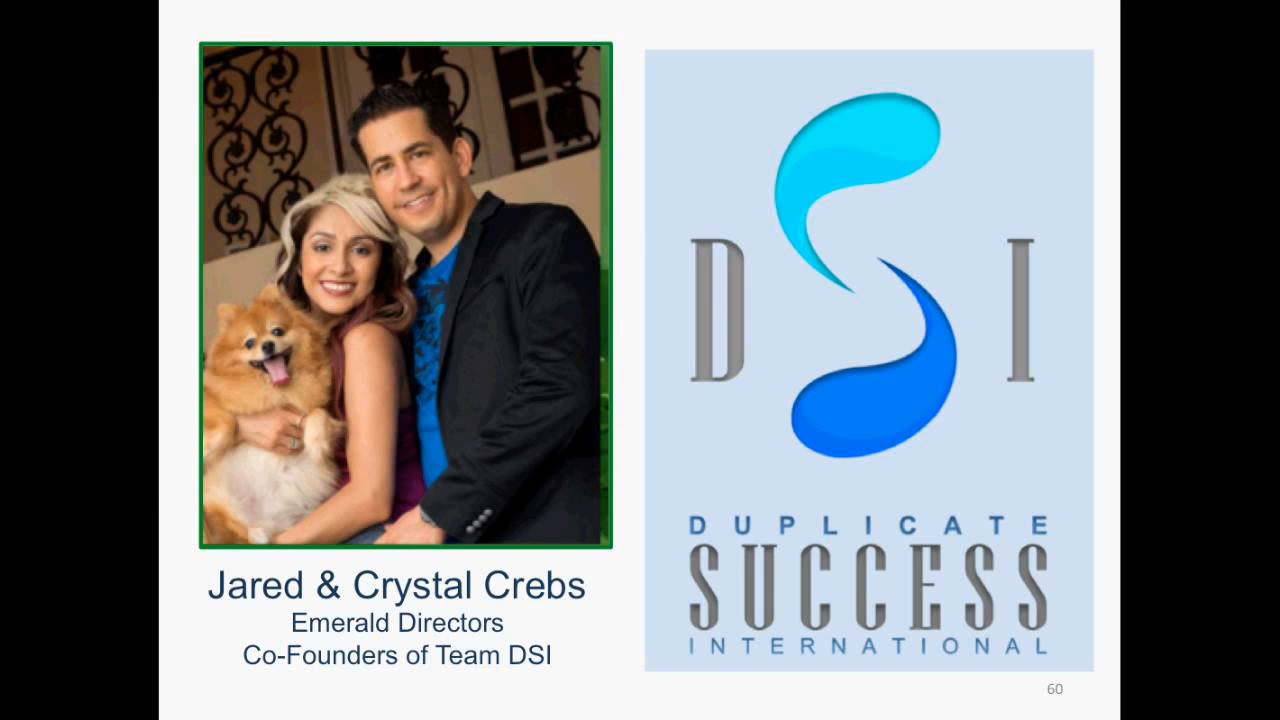 Jared & Crystal Crebs
Emerald Directors
Co-Founders of Team DSI
D S I
DUPLICATE
SUCCESS
INTERNATIONAL
60